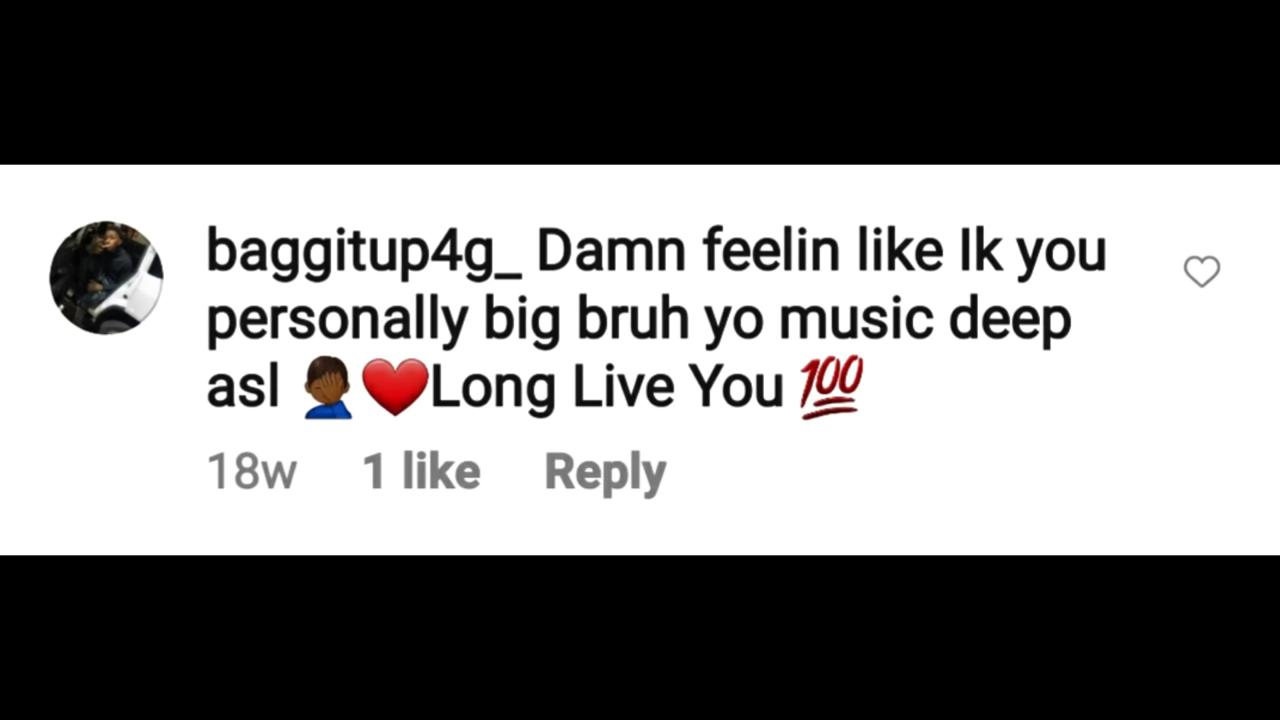 baggitup4g_ Damn feelin like Ik you
personally big bruh yo music deep
asl 🤦🏾‍♂️❤️Long Live You 💯
18w 1 like Reply